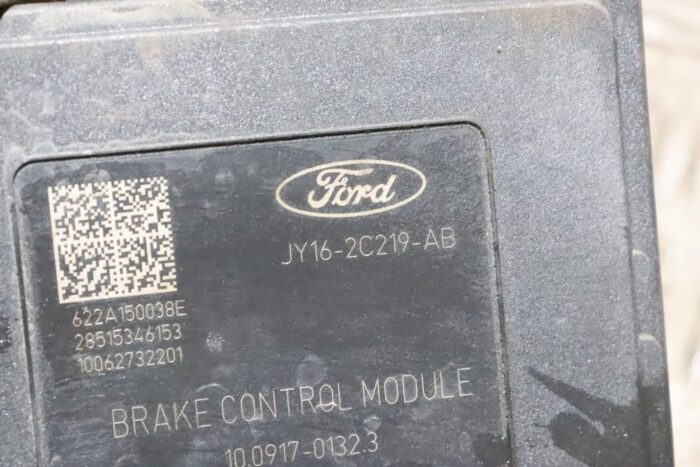 Ford
JY16-2C219-AB
622A150038E
28515346153
10062732201
BRAKE CONTROL MODULE
10.0917-0132.3